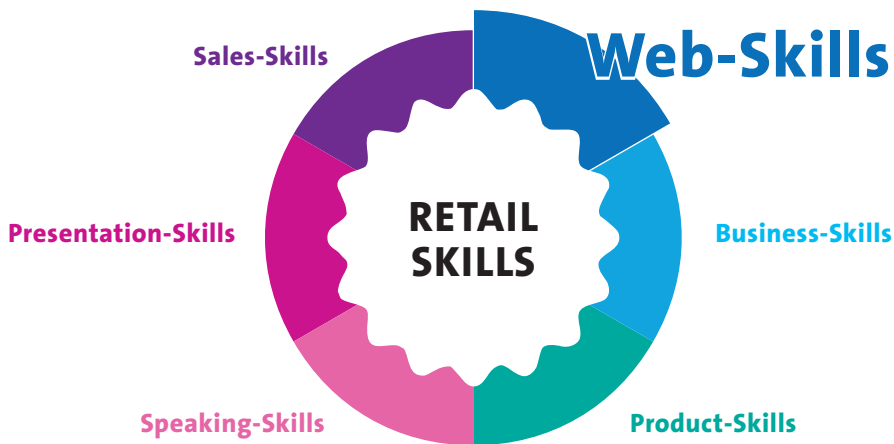 Sales-Skills
Web-Skills
Presentation-Skills
RETAIL
SKILLS
Business-Skills
Speaking-Skills
Product-Skills